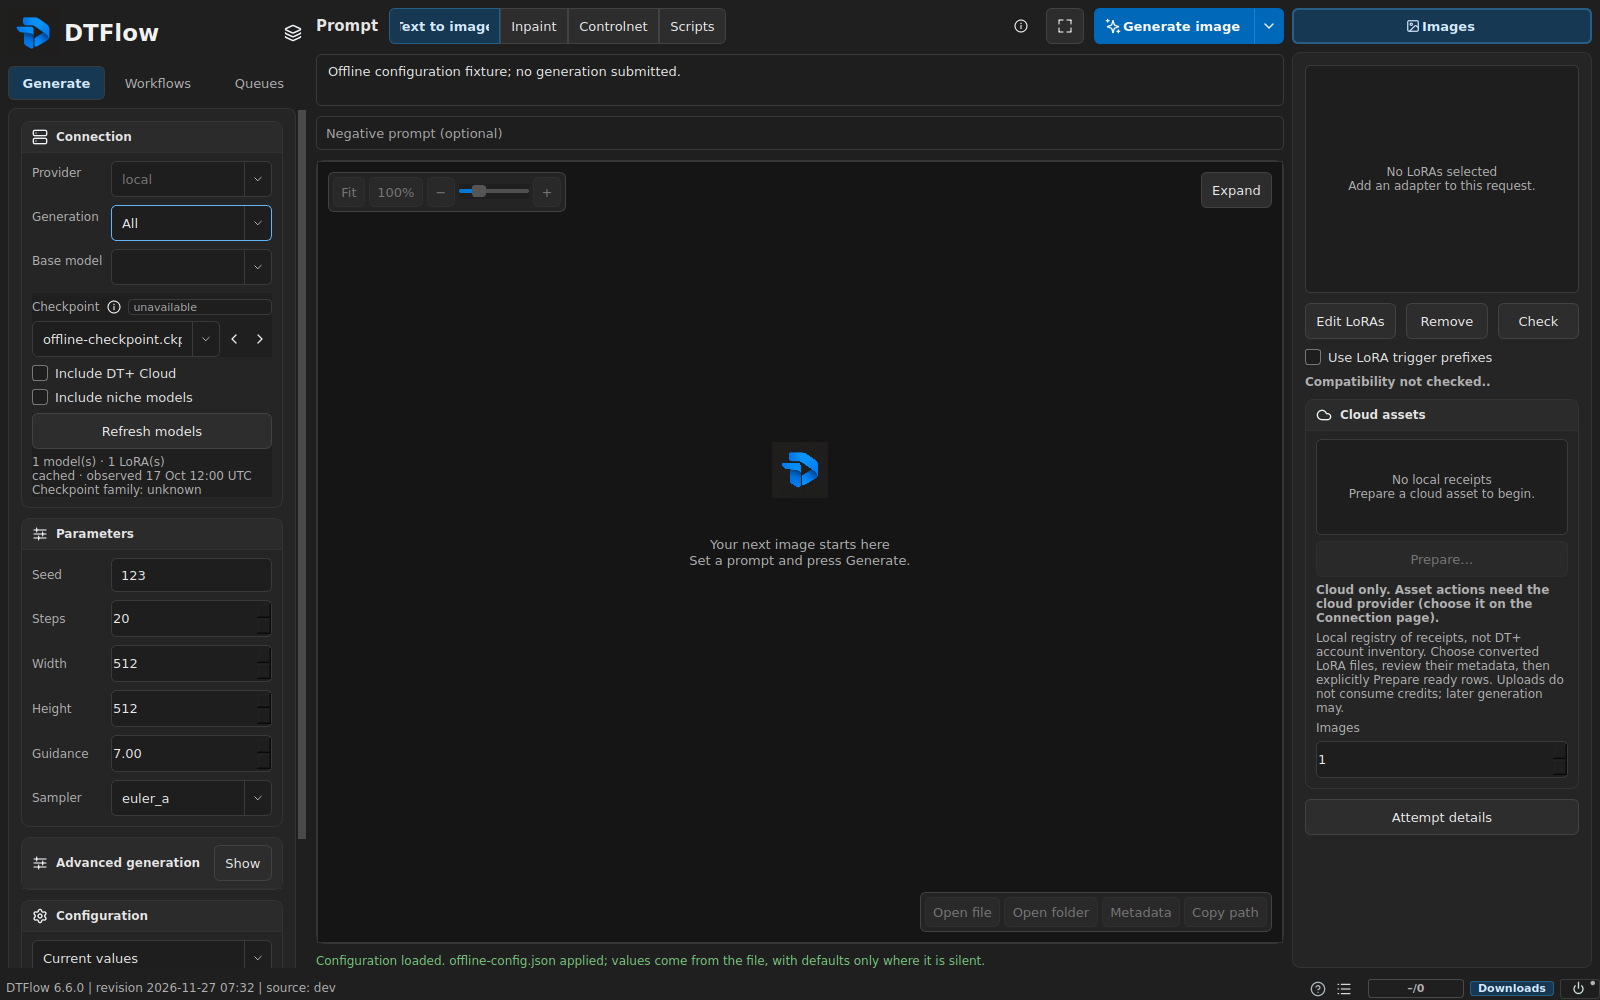 DTFlow
Generate
Workflows
Queues
Connection
Provider
local
Generation
All
Base model
Checkpoint
unavailable
offline-checkpoint.ckp
Include DT+ Cloud
Include niche models
Refresh models
1 model(s) · 1 LoRA(s)
cached · observed 17 Oct 12:00 UTC
Checkpoint family: unknown
Parameters
Seed
123
Steps
20
Width
512
Height
512
Guidance
7.00
Sampler
euler_a
Advanced generation
Show
Configuration
Current values
Prompt
Text to image
Inpaint
Controlnet
Scripts
Generate image
Offline configuration fixture; no generation submitted.
Negative prompt (optional)
Fit
100%
−
+
Expand
Your next image starts here
Set a prompt and press Generate.
Open file
Open folder
Metadata
Copy path
Configuration loaded. offline-config.json applied; values come from the file, with defaults only where it is silent.
Images
No LoRAs selected
Add an adapter to this request.
Edit LoRAs
Remove
Check
Use LoRA trigger prefixes
Compatibility not checked..
Cloud assets
No local receipts
Prepare a cloud asset to begin.
Prepare...
Cloud only. Asset actions need the
cloud provider (choose it on the
Connection page).
Local registry of receipts, not DT+
account inventory. Choose converted
LoRA files, review their metadata, then
explicitly Prepare ready rows. Uploads do
not consume credits; later generation
may.
Images
1
Attempt details
DTFlow 6.6.0 | revision 2026-11-27 07:32 | source: dev
-/0
Downloads